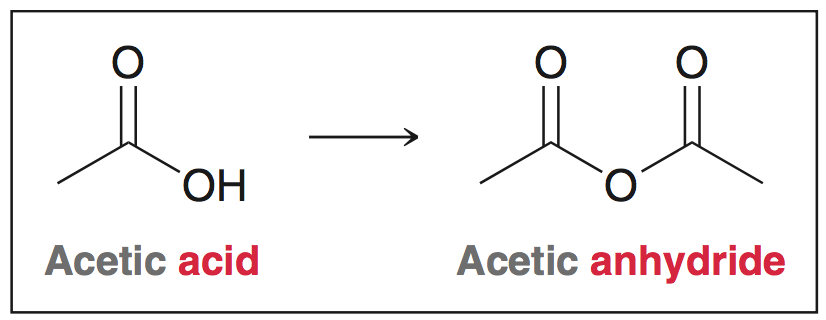 O O O
OH O
Acetic acid Acetic anhydride